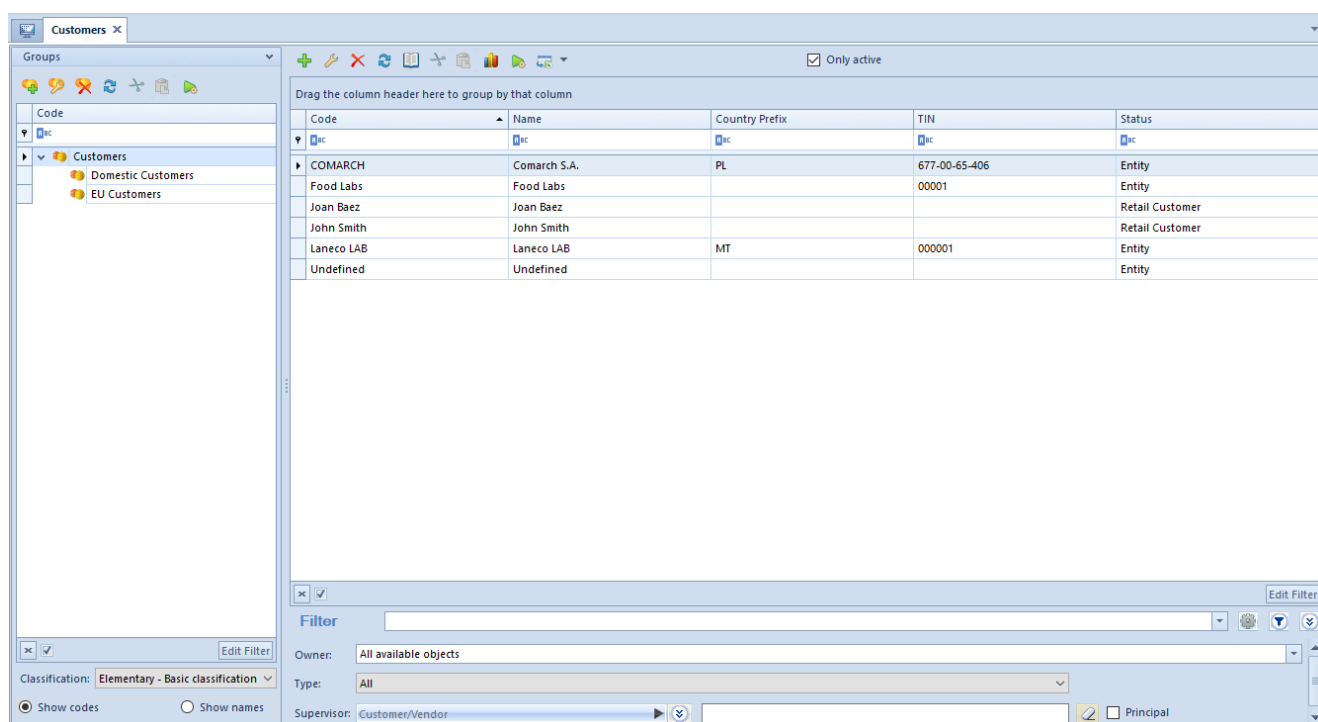 Customers
Groups
Only active
Drag the column header here to group by that column
Code
Code Name Country Prefix TIN Status
Customers
Domestic Customers
EU Customers
COMARCH Comarch S.A. PL 677-00-65-406 Entity
Food Labs Food Labs 00001 Entity
Joan Baez Joan Baez Retail Customer
John Smith John Smith Retail Customer
Laneco LAB Laneco LAB MT 000001 Entity
Undefined Undefined Entity
Edit Filter
Edit Filter
Classification: Elementary - Basic classification
Show codes Show names
Filter
Owner: All available objects
Type: All
Supervisor: Customer/Vendor Principal